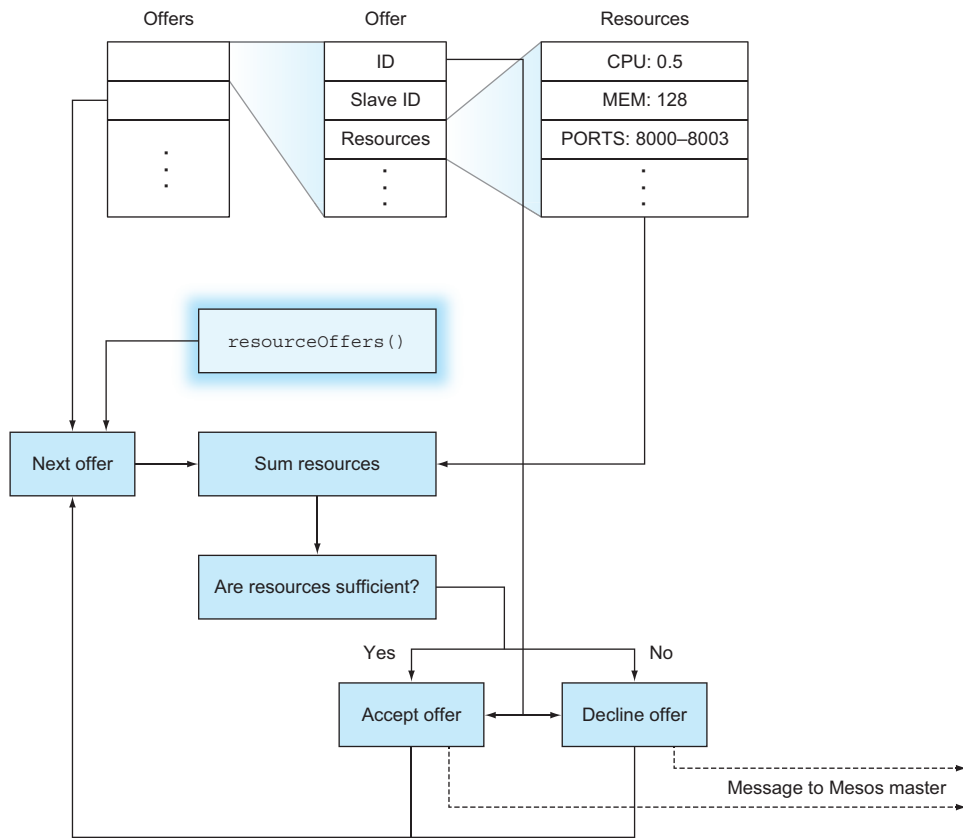 Offers
Offer
Resources
ID
Slave ID
Resources
CPU: 0.5
MEM: 128
PORTS: 8000–8003
resourceOffers()
Next offer
Sum resources
Are resources sufficient?
Yes
No
Accept offer
Decline offer
Message to Mesos master